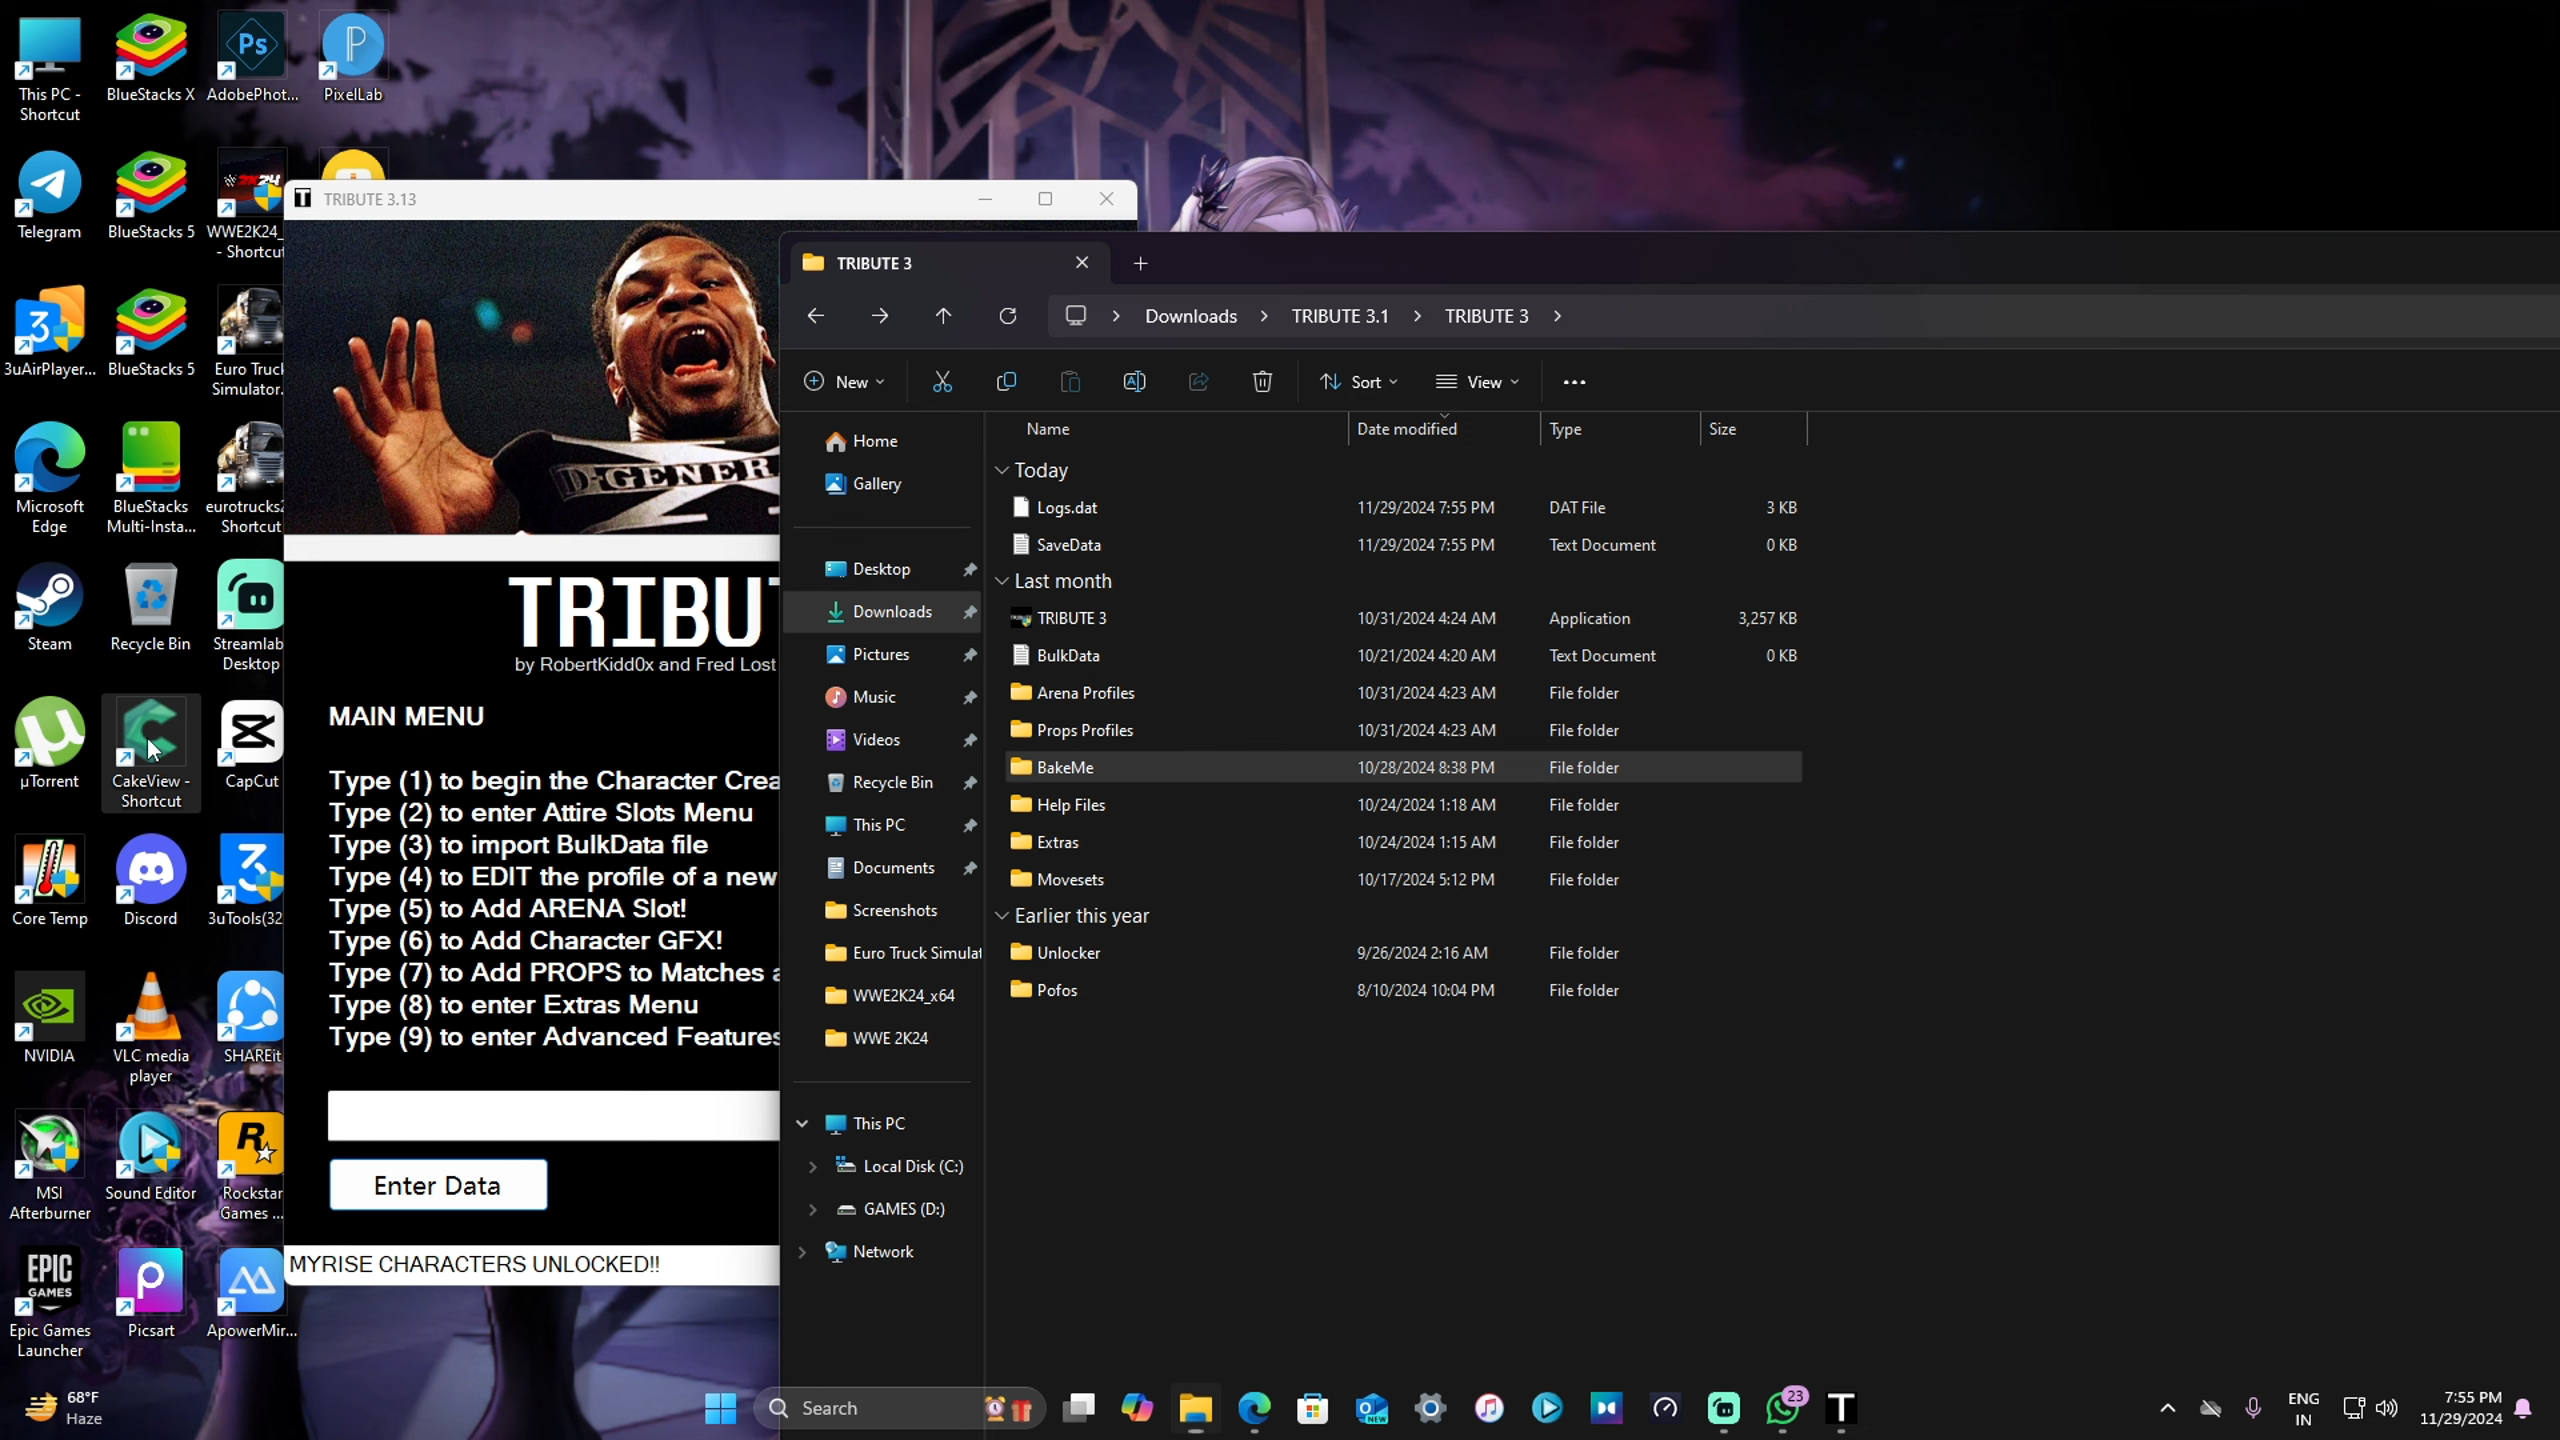 This PC -
Shortcut
BlueStacks X
AdobePhot...
PixelLab
Telegram
BlueStacks 5
WWE2K24_
- Shortcut
3uAirPlayer...
BlueStacks 5
Euro Truck
Simulator.
Microsoft
Edge
BlueStacks
Multi-Insta...
eurotrucks2
Shortcut
Steam
Recycle Bin
Streamlab
Desktop
µTorrent
CakeView -
Shortcut
CapCut
Core Temp
Discord
3uTools(32
NVIDIA
VLC media
player
SHAREit
MSI
Afterburner
Sound Editor
Rockstar
Games ...
EPIC
GAMES
Epic Games
Launcher
Picsart
ApowerMir...
TRIBUTE 3.13
D-GENER
TRIBU
by RobertKidd0x and Fred Lost
MAIN MENU
Type (1) to begin the Character Crea
Type (2) to enter Attire Slots Menu
Type (3) to import BulkData file
Type (4) to EDIT the profile of a new
Type (5) to Add ARENA Slot!
Type (6) to Add Character GFX!
Type (7) to Add PROPS to Matches a
Type (8) to enter Extras Menu
Type (9) to enter Advanced Features
Enter Data
MYRISE CHARACTERS UNLOCKED!!
TRIBUTE 3
Downloads
TRIBUTE 3.1
TRIBUTE 3
New
Sort
View
Home
Gallery
Desktop
Downloads
Pictures
Music
Videos
Recycle Bin
This PC
Documents
Screenshots
Euro Truck Simulat
WWE2K24_x64
WWE 2K24
This PC
Local Disk (C:)
GAMES (D:)
Network
Name Date modified Type Size
Today
Logs.dat 11/29/2024 7:55 PM DAT File 3 KB
SaveData 11/29/2024 7:55 PM Text Document 0 KB
Last month
TRIBUTE 3 10/31/2024 4:24 AM Application 3,257 KB
BulkData 10/21/2024 4:20 AM Text Document 0 KB
Arena Profiles 10/31/2024 4:23 AM File folder
Props Profiles 10/31/2024 4:23 AM File folder
BakeMe 10/28/2024 8:38 PM File folder
Help Files 10/24/2024 1:18 AM File folder
Extras 10/24/2024 1:15 AM File folder
Movesets 10/17/2024 5:12 PM File folder
Earlier this year
Unlocker 9/26/2024 2:16 AM File folder
Pofos 8/10/2024 10:04 PM File folder
68°F
Haze
Search
23
ENG
IN
7:55 PM
11/29/2024